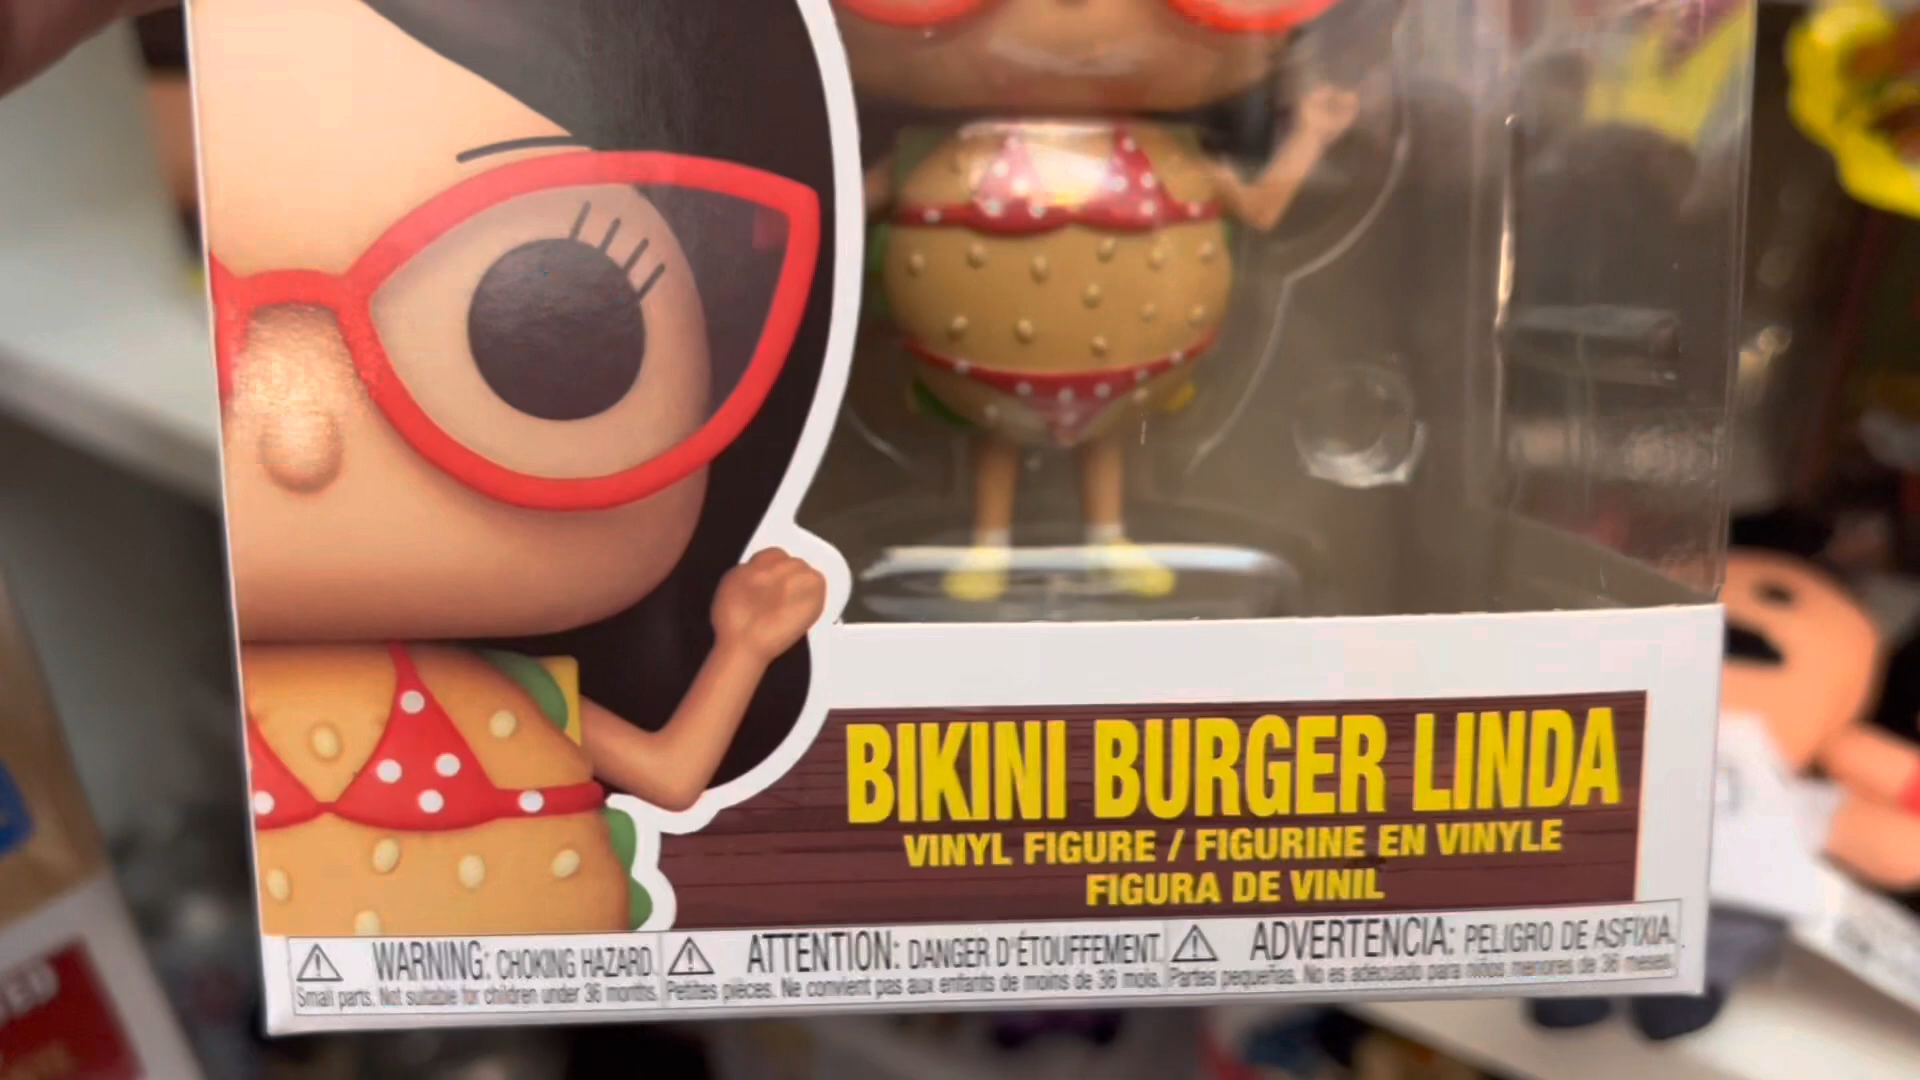 BIKINI BURGER LINDA
VINYL FIGURE / FIGURINE EN VINYLE
FIGURA DE VINIL
⚠ WARNING: CHOKING HAZARD.
Small parts. Not suitable for children under 36 months.
⚠ ATTENTION: DANGER D'ÉTOUFFEMENT.
Petites pièces. Ne convient pas aux enfants de moins de 36 mois.
⚠ ADVERTENCIA: PELIGRO DE ASFIXIA.
Partes pequeñas. No es adecuado para niños menores de 36 meses.